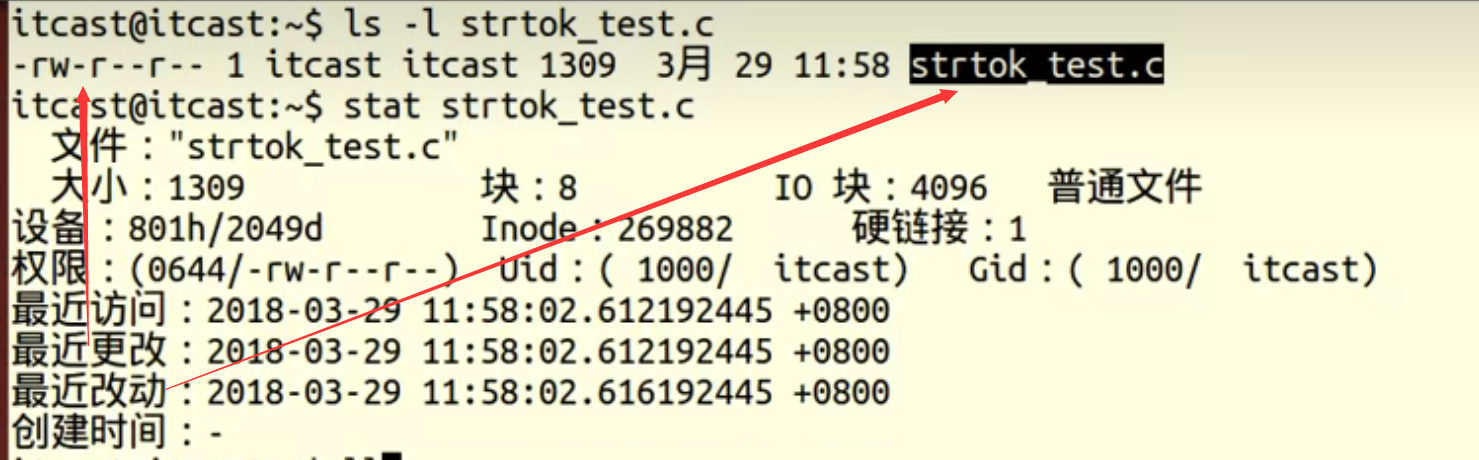 itcast@itcast:~$ ls -l strtok_test.c
-rw-r--r-- 1 itcast itcast 1309  3月 29 11:58 strtok_test.c
itcast@itcast:~$ stat strtok_test.c
  文件："strtok_test.c"
  大小：1309            块：8          IO 块：4096   普通文件
设备：801h/2049d        Inode：269882      硬链接：1
权限：(0644/-rw-r--r--)  Uid：( 1000/  itcast)   Gid：( 1000/  itcast)
最近访问：2018-03-29 11:58:02.612192445 +0800
最近更改：2018-03-29 11:58:02.612192445 +0800
最近改动：2018-03-29 11:58:02.616192445 +0800
创建时间：-